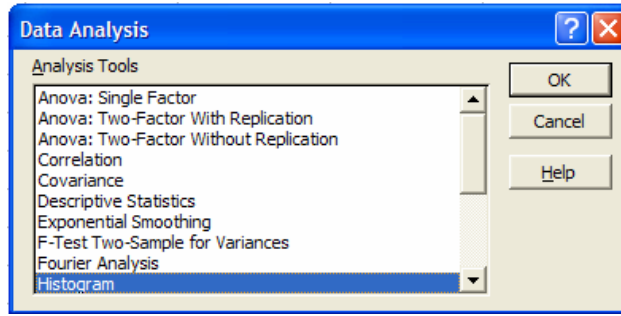 Data Analysis
Analysis Tools
Anova: Single Factor
Anova: Two-Factor With Replication
Anova: Two-Factor Without Replication
Correlation
Covariance
Descriptive Statistics
Exponential Smoothing
F-Test Two-Sample for Variances
Fourier Analysis
Histogram
OK
Cancel
Help